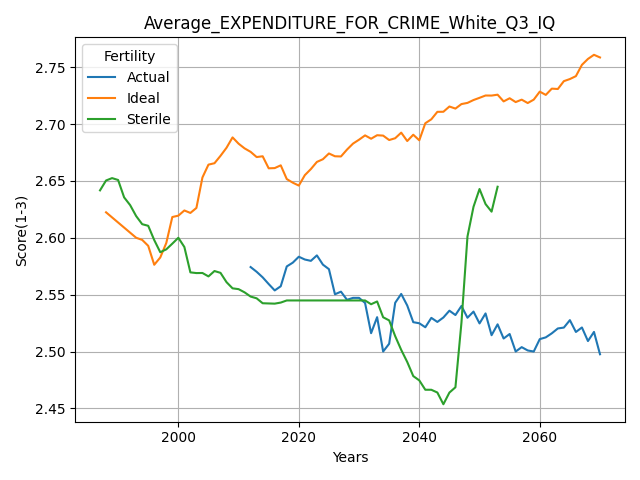 Average_EXPENDITURE_FOR_CRIME_White_Q3_IQ
Fertility
Actual
Ideal
Sterile
Score(1-3)
2.75
2.70
2.65
2.60
2.55
2.50
2.45
2000
2020
2040
2060
Years